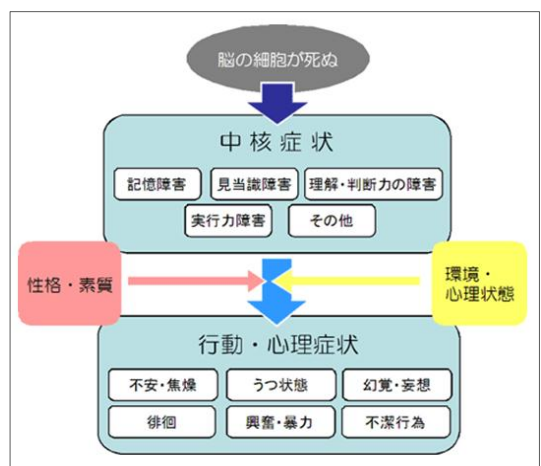 脳の細胞が死ぬ
中核症状
記憶障害
見当識障害
理解・判断力の障害
実行力障害
その他
性格・素質
環境・
心理状態
行動・心理症状
不安・焦燥
うつ状態
幻覚・妄想
徘徊
興奮・暴力
不潔行為